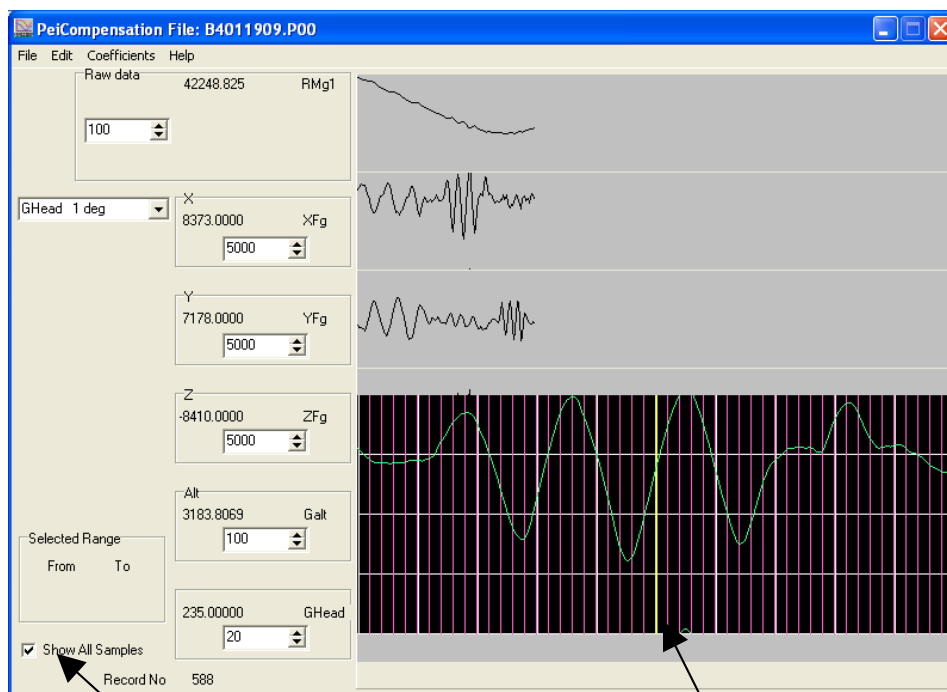 PeiCompensation File: B4011909.P00
File Edit Coefficients Help
Raw data
42248.825 RMg1
100
GHead 1 deg
X
8373.0000 XFg
5000
Y
7178.0000 YFg
5000
Z
-8410.0000 ZFg
5000
Alt
3183.8069 Galt
100
Selected Range
From To
235.00000 GHead
20
Show All Samples
Record No 588